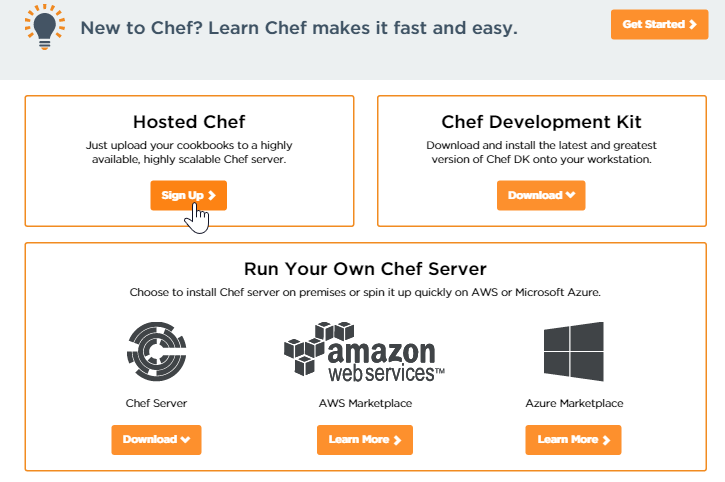 New to Chef? Learn Chef makes it fast and easy.
Get Started
Hosted Chef
Just upload your cookbooks to a highly
available, highly scalable Chef server.
Sign Up
Chef Development Kit
Download and install the latest and greatest
version of Chef DK onto your workstation.
Download
Run Your Own Chef Server
Choose to install Chef server on premises or spin it up quickly on AWS or Microsoft Azure.
amazon
webservices™
Chef Server
AWS Marketplace
Azure Marketplace
Download
Learn More
Learn More